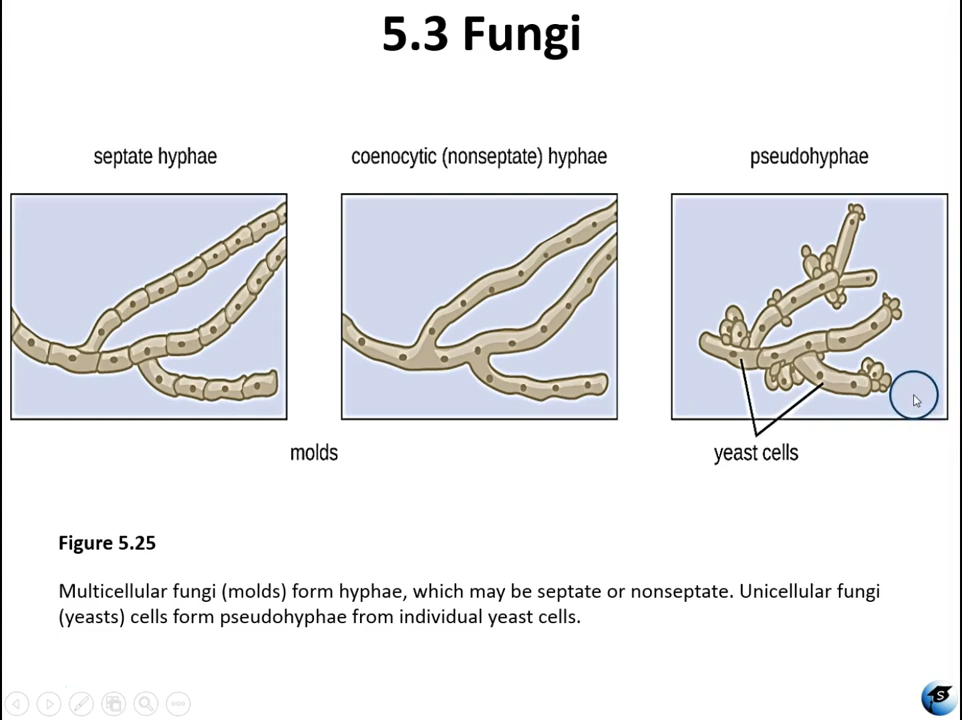 5.3 Fungi
septate hyphae
coenocytic (nonseptate) hyphae
pseudohyphae
molds
yeast cells
Figure 5.25
Multicellular fungi (molds) form hyphae, which may be septate or nonseptate. Unicellular fungi
(yeasts) cells form pseudohyphae from individual yeast cells.
S